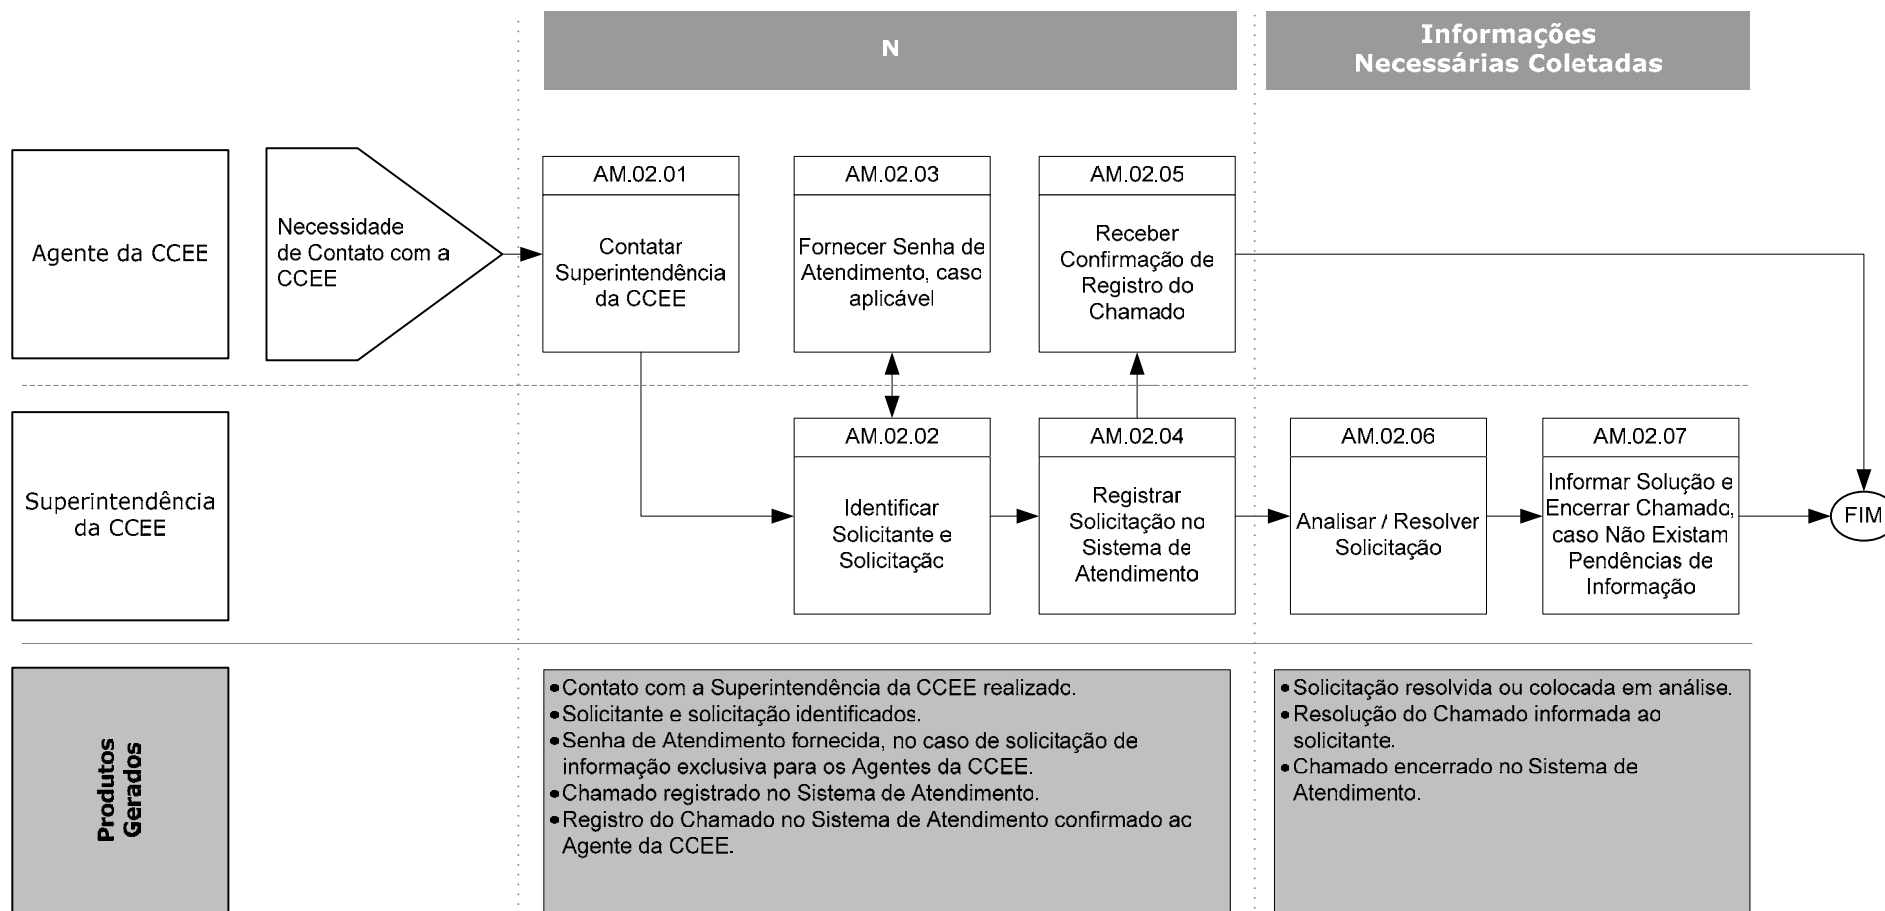 N
Informações
Necessárias Coletadas
Agente da CCEE
Necessidade
de Contato com a
CCEE
AM.02.01
Contatar
Superintendência
da CCEE
AM.02.03
Fornecer Senha de
Atendimento, caso
aplicável
AM.02.05
Receber
Confirmação de
Registro do
Chamado
Superintendência
da CCEE
AM.02.02
Identificar
Solicitante e
Solicitação
AM.02.04
Registrar
Solicitação no
Sistema de
Atendimento
AM.02.06
Analisar / Resolver
Solicitação
AM.02.07
Informar Solução e
Encerrar Chamado,
caso Não Existam
Pendências de
Informação
FIM
Produtos
Gerados
• Contato com a Superintendência da CCEE realizado.
• Solicitante e solicitação identificados.
• Senha de Atendimento fornecida, no caso de solicitação de
informação exclusiva para os Agentes da CCEE.
• Chamado registrado no Sistema de Atendimento.
• Registro do Chamado no Sistema de Atendimento confirmado ao
Agente da CCEE.
• Solicitação resolvida ou colocada em análise.
• Resolução do Chamado informada ao
solicitante.
• Chamado encerrado no Sistema de
Atendimento.